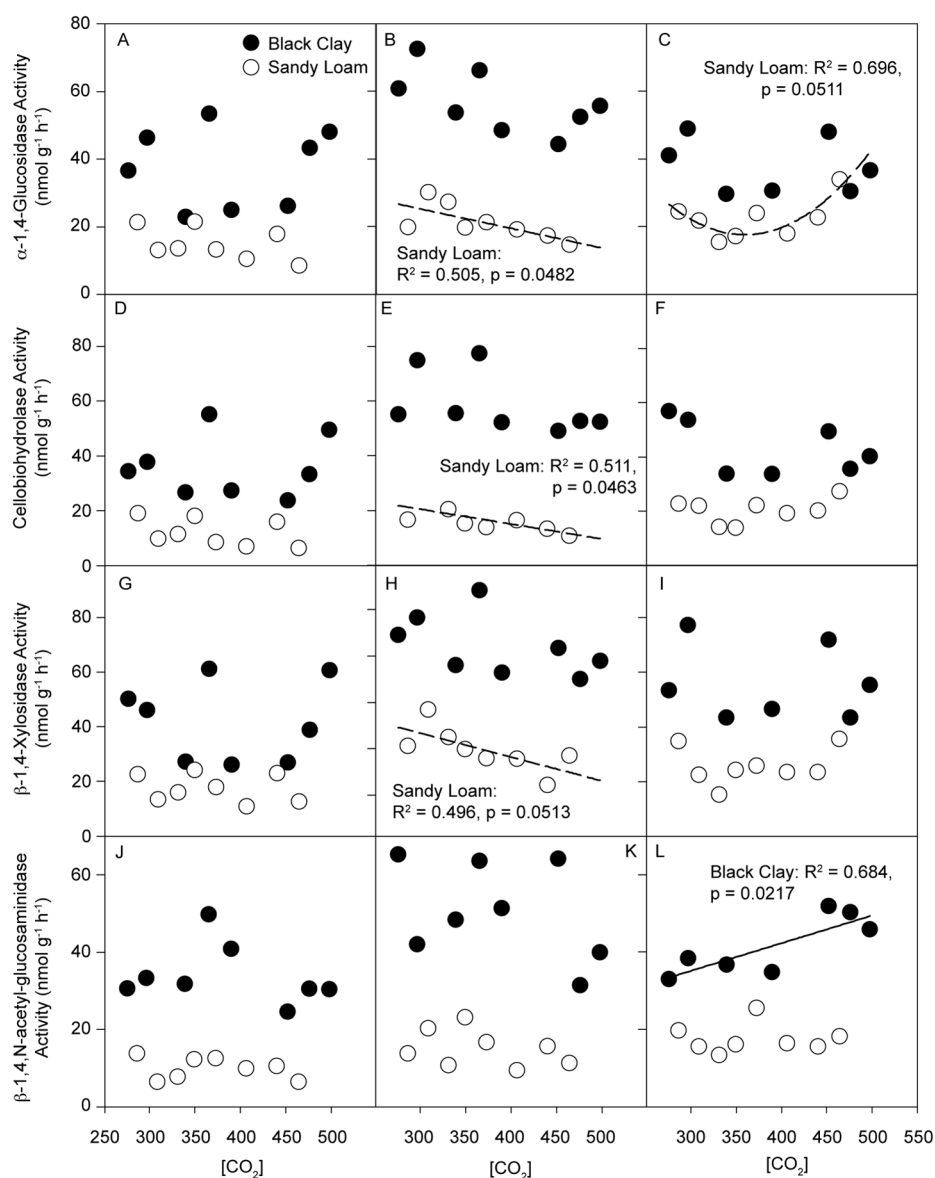 80
60
40
20
0
α-1,4-Glucosidase Activity
(nmol g⁻¹ h⁻¹)
A
Black Clay
Sandy Loam
B
Sandy Loam:
R² = 0.505, p = 0.0482
C
Sandy Loam: R² = 0.696,
p = 0.0511
80
60
40
20
0
Cellobiohydrolase Activity
(nmol g⁻¹ h⁻¹)
D
E
Sandy Loam: R² = 0.511,
p = 0.0463
F
80
60
40
20
0
β-1,4-Xylosidase Activity
(nmol g⁻¹ h⁻¹)
G
H
Sandy Loam:
R² = 0.496, p = 0.0513
I
60
40
20
0
β-1,4,N-acetyl-glucosaminidase
Activity (nmol g⁻¹ h⁻¹)
J
K
L
Black Clay: R² = 0.684,
p = 0.0217
250 300 350 400 450 500
300 350 400 450 500
300 350 400 450 500 550
[CO₂]
[CO₂]
[CO₂]